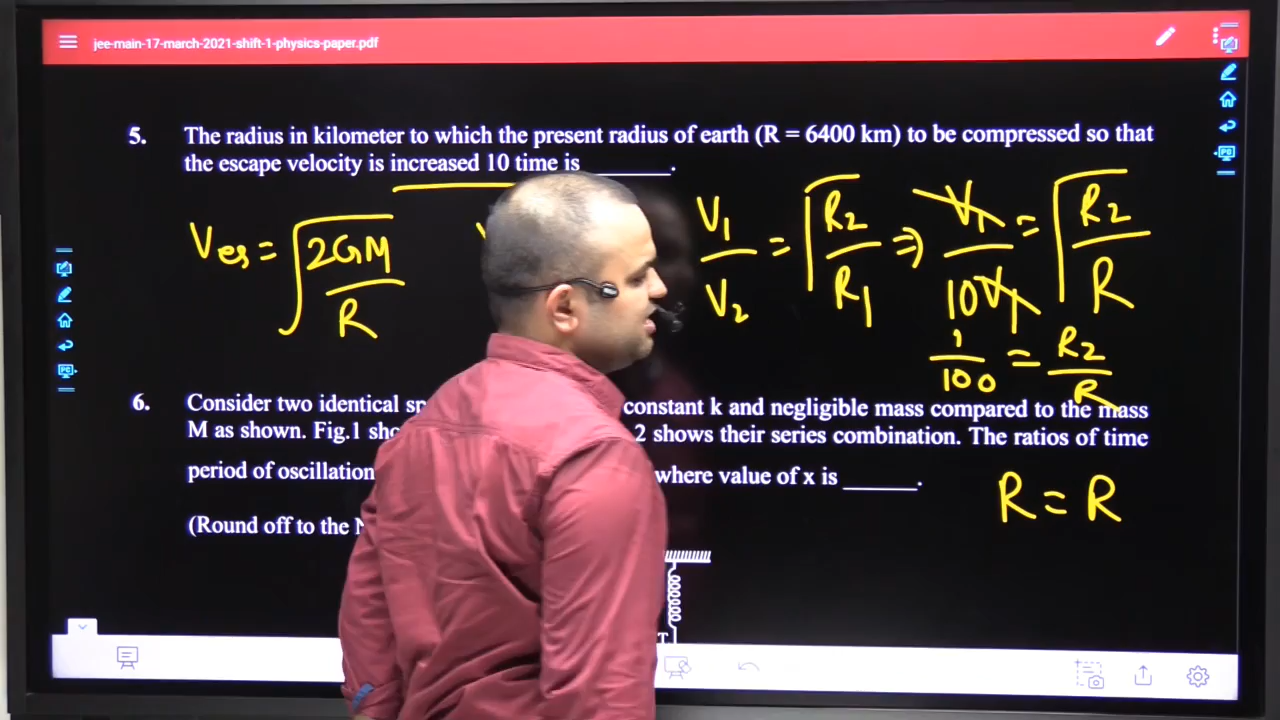 jee-main-17-march-2021-shift-1-physics-paper.pdf
5. The radius in kilometer to which the present radius of earth (R = 6400 km) to be compressed so that
the escape velocity is increased 10 time is ______.
Ves = √(2GM/R)
V1/V2 = √(R2/R1) ⇒ V1/10V1 = √(R2/R)
1/100 = R2/R
R = R
6. Consider two identical constant k and negligible mass compared to the mass
M as shown. Fig.1 2 shows their series combination. The ratios of time
period of oscillation where value of x is ______.
(Round off to the